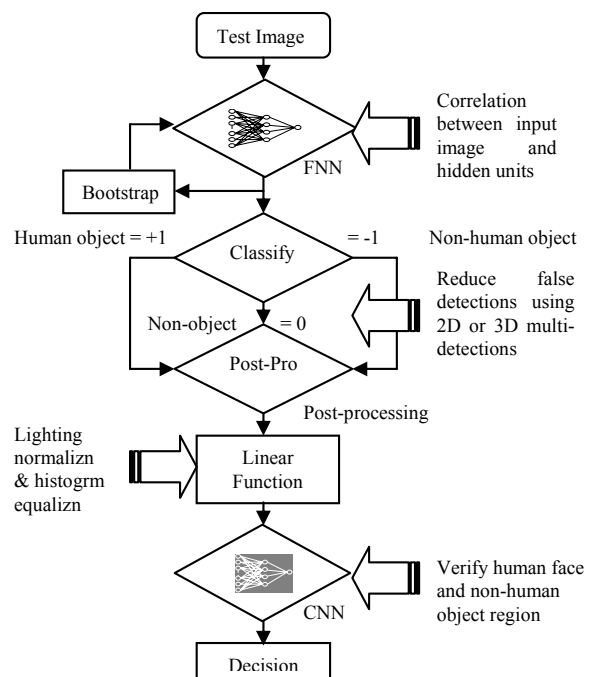 Test Image
Correlation
between input
image and
hidden units
FNN
Bootstrap
Human object = +1
= -1
Non-human object
Classify
Reduce false
detections using
2D or 3D multi-
detections
Non-object
= 0
Post-Pro
Post-processing
Lighting
normalizn
& histogrm
equalizn
Linear
Function
Verify human face
and non-human
object region
CNN
Decision